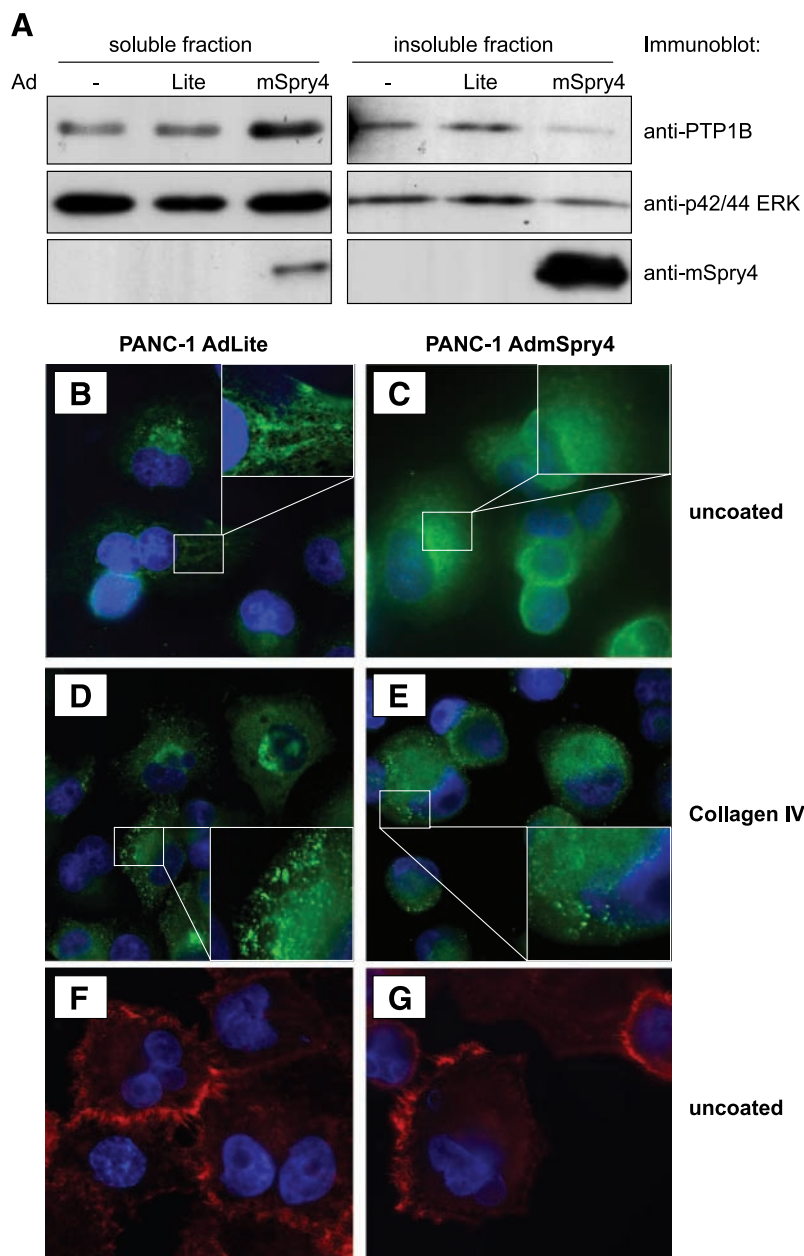 A
soluble fraction insoluble fraction Immunoblot:
Ad - Lite mSpry4 - Lite mSpry4
anti-PTP1B
anti-p42/44 ERK
anti-mSpry4
PANC-1 AdLite PANC-1 AdmSpry4
B C
uncoated
D E
Collagen IV
F G
uncoated